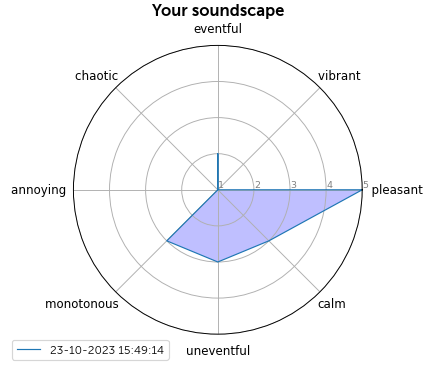 Your soundscape
eventful
chaotic
vibrant
annoying
1 2 3 4 5
pleasant
monotonous
calm
uneventful
23-10-2023 15:49:14